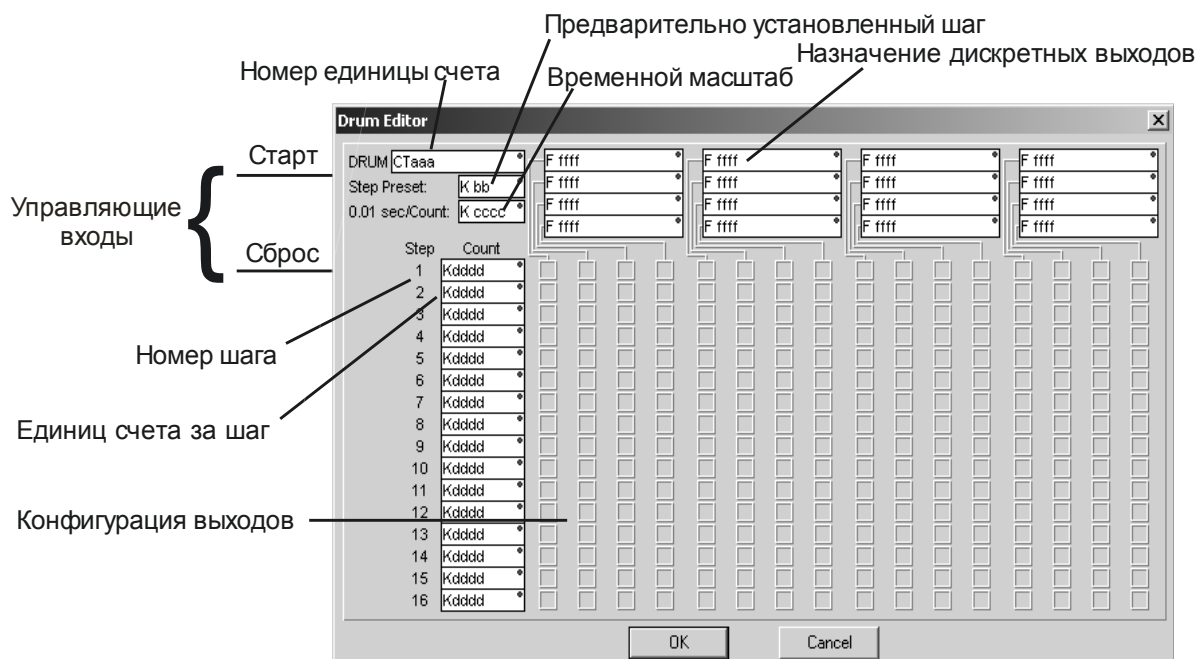 Предварительно установленный шаг
Назначение дискретных выходов
Номер единицы счета
Временной масштаб
Drum Editor
Старт
DRUM CTaaa
F ffff F ffff F ffff F ffff
Step Preset: K bb
F ffff F ffff F ffff F ffff
Управляющие
входы
0.01 sec/Count: K cccc
F ffff F ffff F ffff F ffff
F ffff F ffff F ffff F ffff
Сброс
Step Count
1 Kdddd
2 Kdddd
3 Kdddd
4 Kdddd
Номер шага
5 Kdddd
6 Kdddd
7 Kdddd
8 Kdddd
Единиц счета за шаг
9 Kdddd
10 Kdddd
11 Kdddd
12 Kdddd
Конфигурация выходов
13 Kdddd
14 Kdddd
15 Kdddd
16 Kdddd
OK Cancel